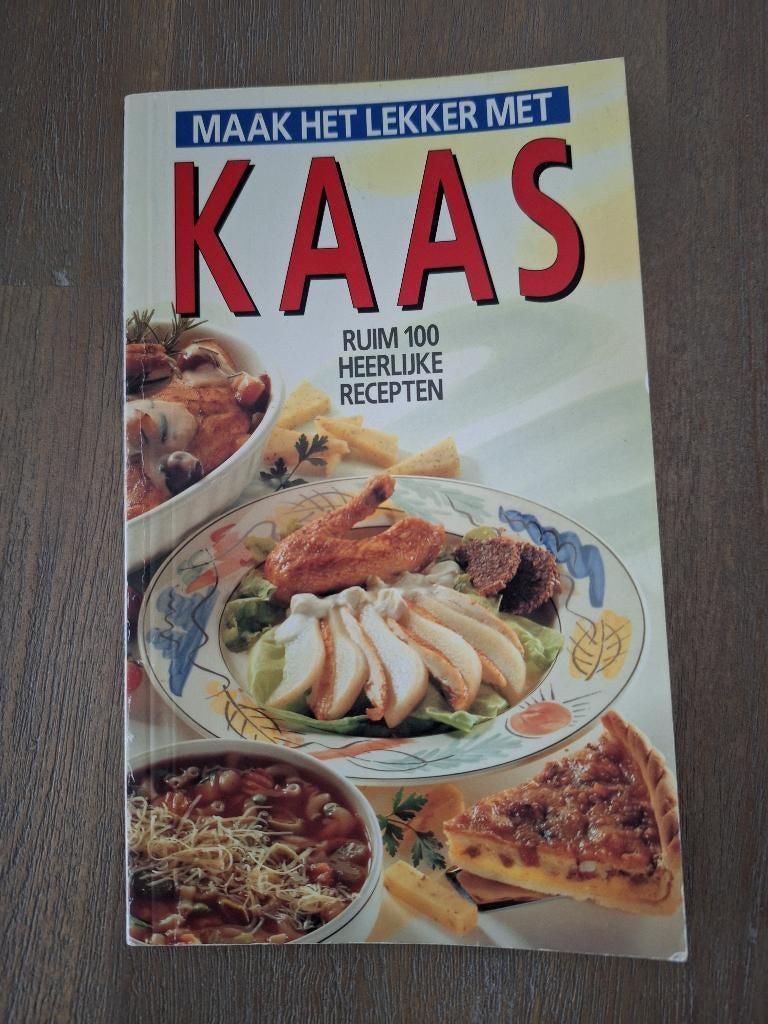 MAAK HET LEKKER MET
KAAS
RUIM 100
HEERLIJKE
RECEPTEN